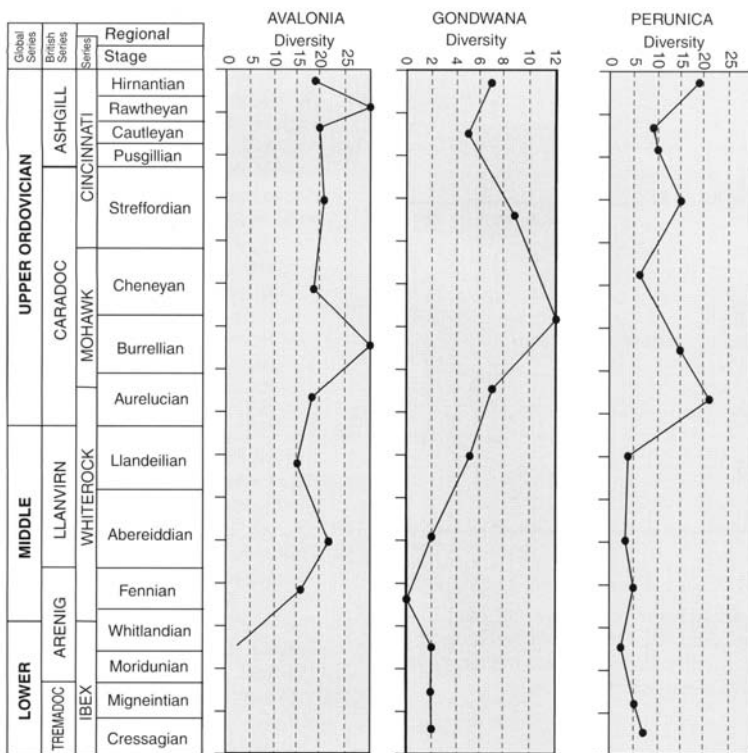 AVALONIA
GONDWANA
PERUNICA
Global
Series
British
Series
Series
Regional
Stage
Diversity
Diversity
Diversity
0 5 10 15 20 25
0 2 4 6 8 10 12
0 5 10 15 20 25
UPPER ORDOVICIAN
MIDDLE
LOWER
ASHGILL
CARADOC
LLANVIRN
ARENIG
TREMADOC
CINCINNATI
MOHAWK
WHITEROCK
IBEX
Hirnantian
Rawtheyan
Cautleyan
Pusgillian
Streffordian
Cheneyan
Burrellian
Aurelucian
Llandeilian
Abereiddian
Fennian
Whitlandian
Moridunian
Migneintian
Cressagian